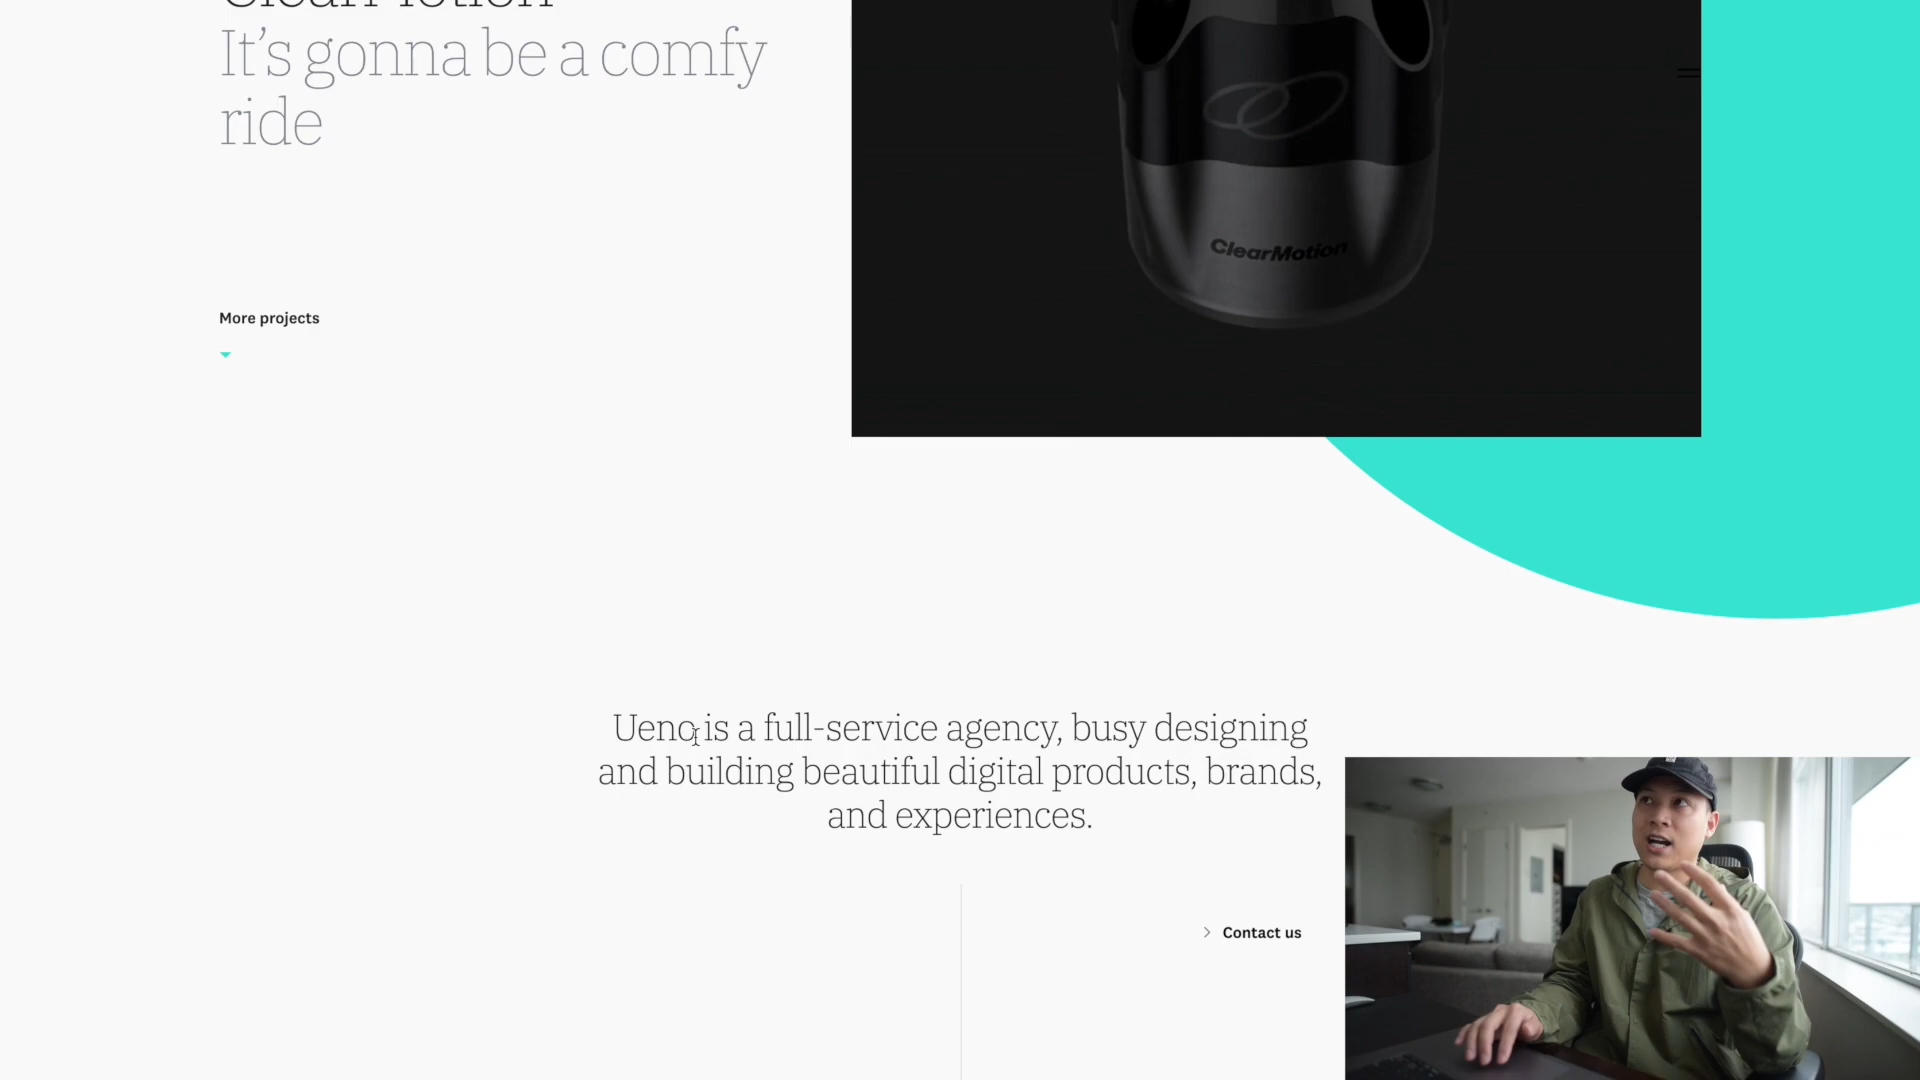 ClearMotion
It's gonna be a comfy
ride
ClearMotion
More projects
Ueno is a full-service agency, busy designing
and building beautiful digital products, brands,
and experiences.
Contact us